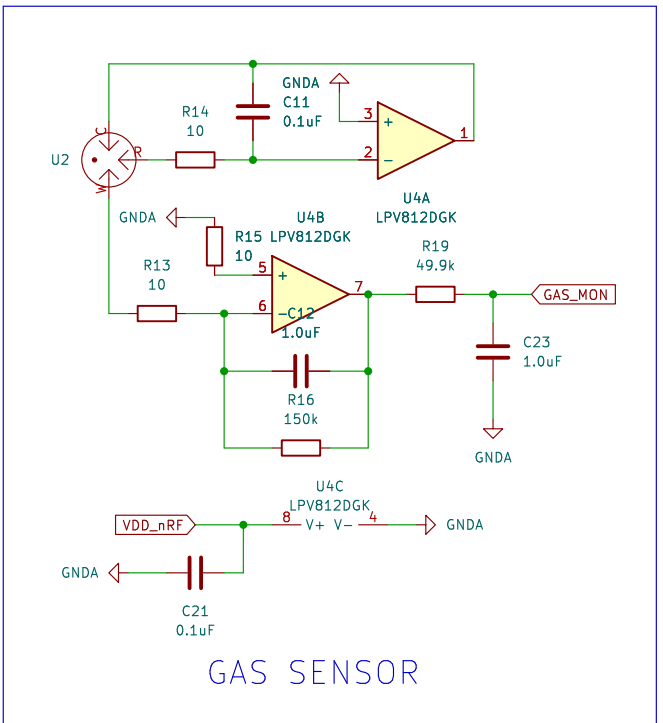 GNDA
C11
0.1uF
R14
10
3
+
1
2
−
C
U2
R
W
U4A
LPV812DGK
GNDA
U4B
LPV812DGK
R15
10
R19
49.9k
R13
10
5
+
7
6
−
GAS_MON
C12
1.0uF
C23
1.0uF
R16
150k
GNDA
U4C
LPV812DGK
VDD_nRF
8
V+
V−
4
GNDA
GNDA
C21
0.1uF
GAS SENSOR